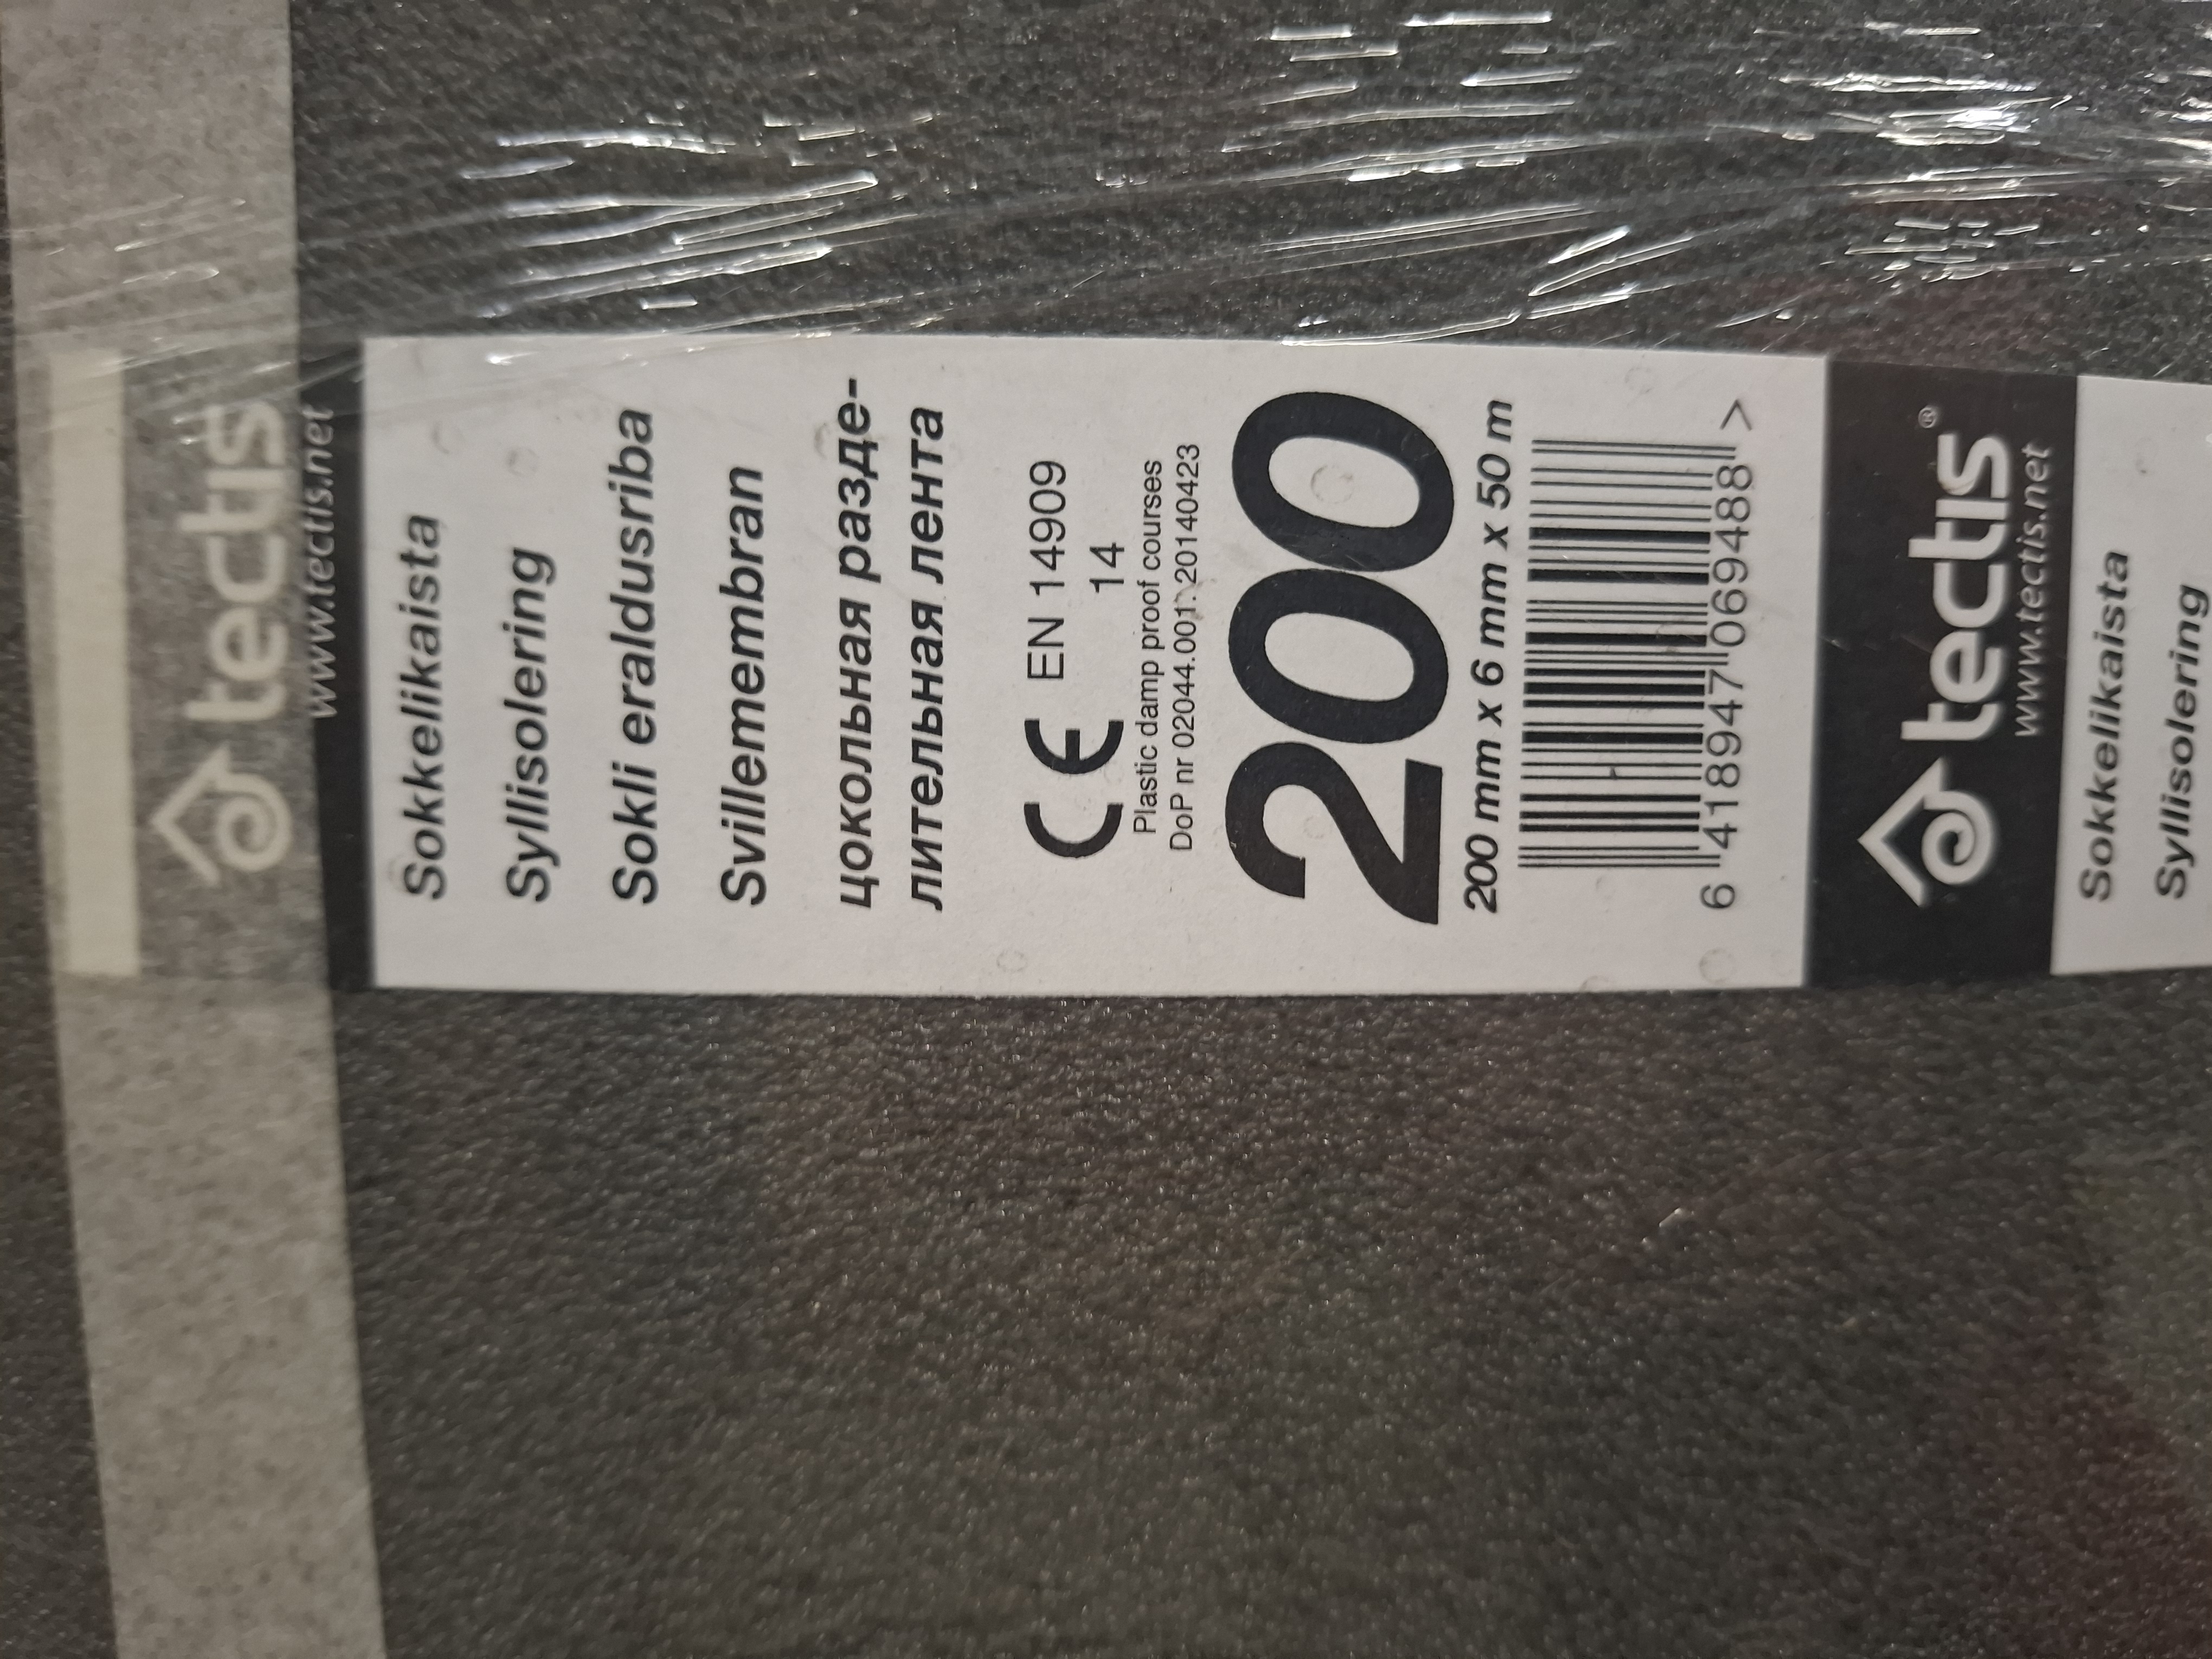 tectis
www.tectis.net
Sokkelikaista
Syllisolering
Sokli eraldusriba
Svillemembran
цокольная разде-
лительная лента
CE EN 14909
14
Plastic damp proof courses
DoP nr 02044.001.20140423
200
200 mm x 6 mm x 50 m
6 418947 069488 >
tectis®
www.tectis.net
Sokkelikaista
Syllisolering